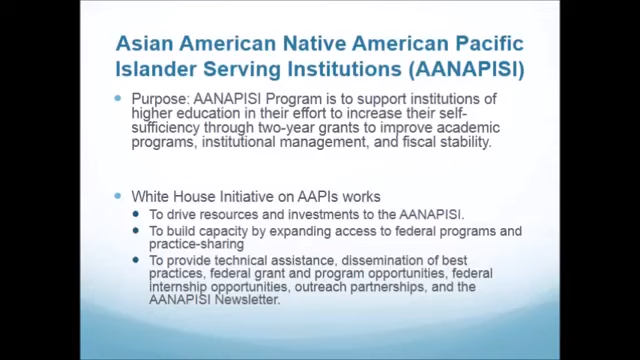 Asian American Native American Pacific
Islander Serving Institutions (AANAPISI)
Purpose: AANAPISI Program is to support institutions of
higher education in their effort to increase their self-
sufficiency through two-year grants to improve academic
programs, institutional management, and fiscal stability.
White House Initiative on AAPIs works
To drive resources and investments to the AANAPISI.
To build capacity by expanding access to federal programs and
practice-sharing
To provide technical assistance, dissemination of best
practices, federal grant and program opportunities, federal
internship opportunities, outreach partnerships, and the
AANAPISI Newsletter.